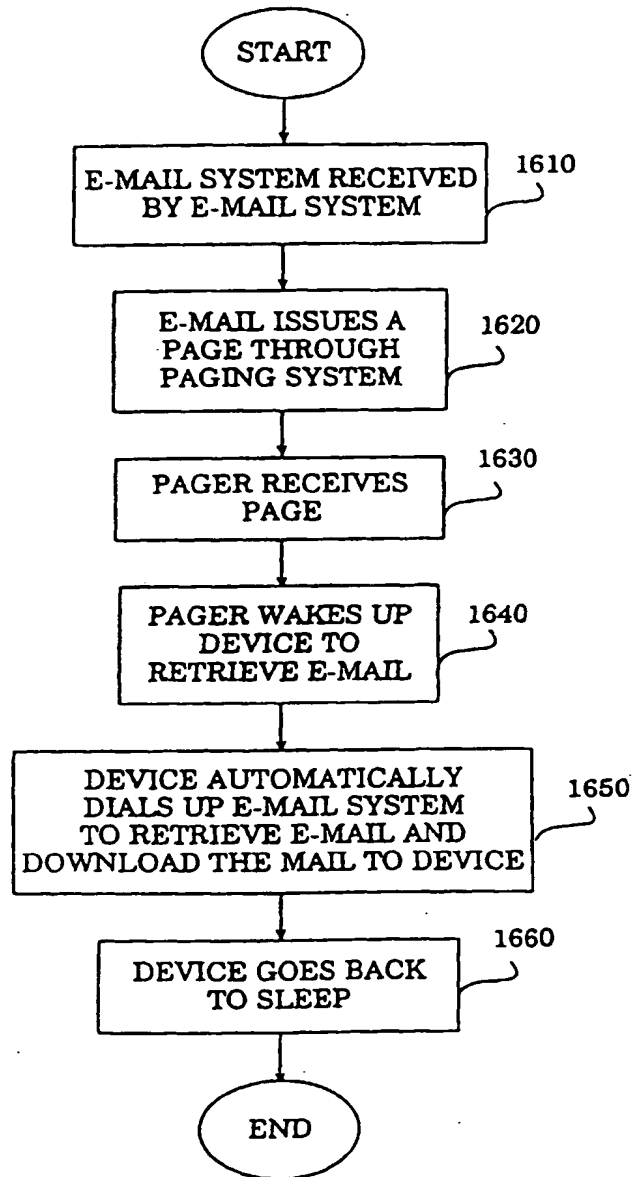 START
E-MAIL SYSTEM RECEIVED
BY E-MAIL SYSTEM
1610
E-MAIL ISSUES A
PAGE THROUGH
PAGING SYSTEM
1620
PAGER RECEIVES
PAGE
1630
PAGER WAKES UP
DEVICE TO
RETRIEVE E-MAIL
1640
DEVICE AUTOMATICALLY
DIALS UP E-MAIL SYSTEM
TO RETRIEVE E-MAIL AND
DOWNLOAD THE MAIL TO DEVICE
1650
DEVICE GOES BACK
TO SLEEP
1660
END